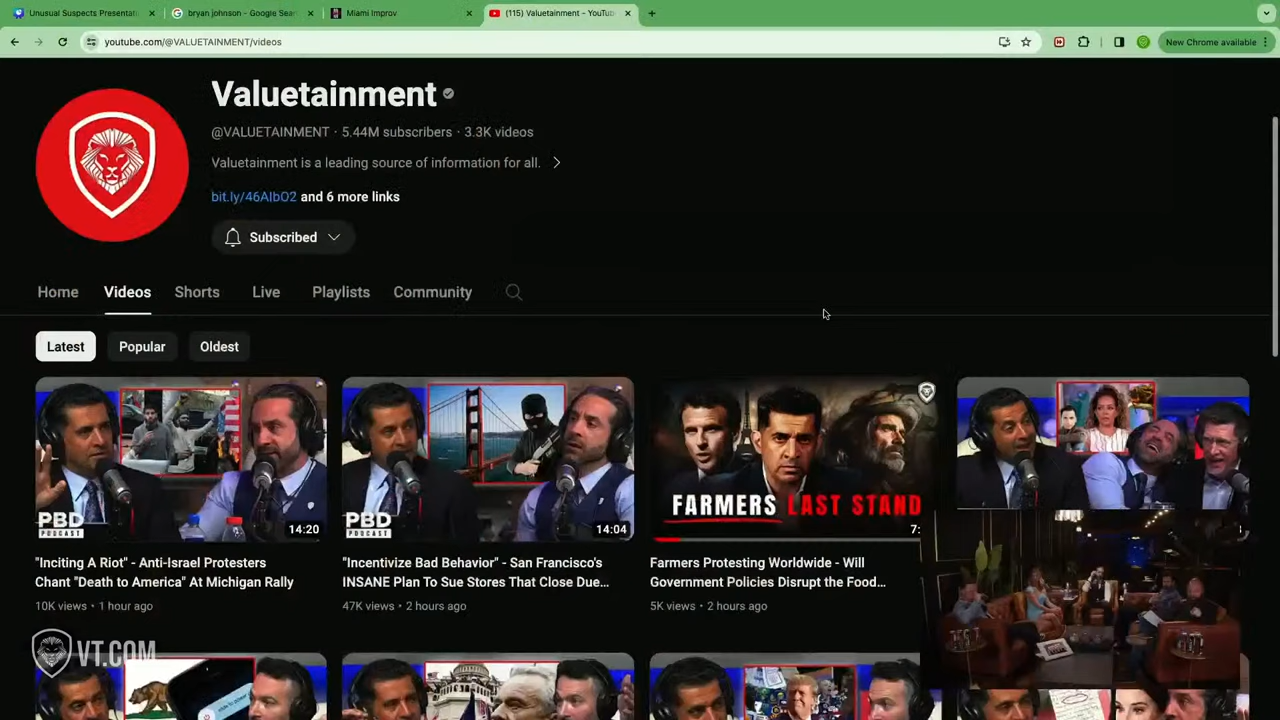 Unusual Suspects Presentati
bryan johnson - Google Sear
Miami Improv
(115) Valuetainment - YouTub
youtube.com/@VALUETAINMENT/videos
New Chrome available
Valuetainment
@VALUETAINMENT · 5.44M subscribers · 3.3K videos
Valuetainment is a leading source of information for all.
bit.ly/46AIbO2 and 6 more links
Subscribed
Home Videos Shorts Live Playlists Community
Latest Popular Oldest
PBD
PODCAST
14:20
PBD
PODCAST
14:04
FARMERS LAST STAND
7:
"Inciting A Riot" - Anti-Israel Protesters
Chant "Death to America" At Michigan Rally
10K views • 1 hour ago
"Incentivize Bad Behavior" - San Francisco's
INSANE Plan To Sue Stores That Close Due...
47K views • 2 hours ago
Farmers Protesting Worldwide - Will
Government Policies Disrupt the Food...
5K views • 2 hours ago
VT.COM